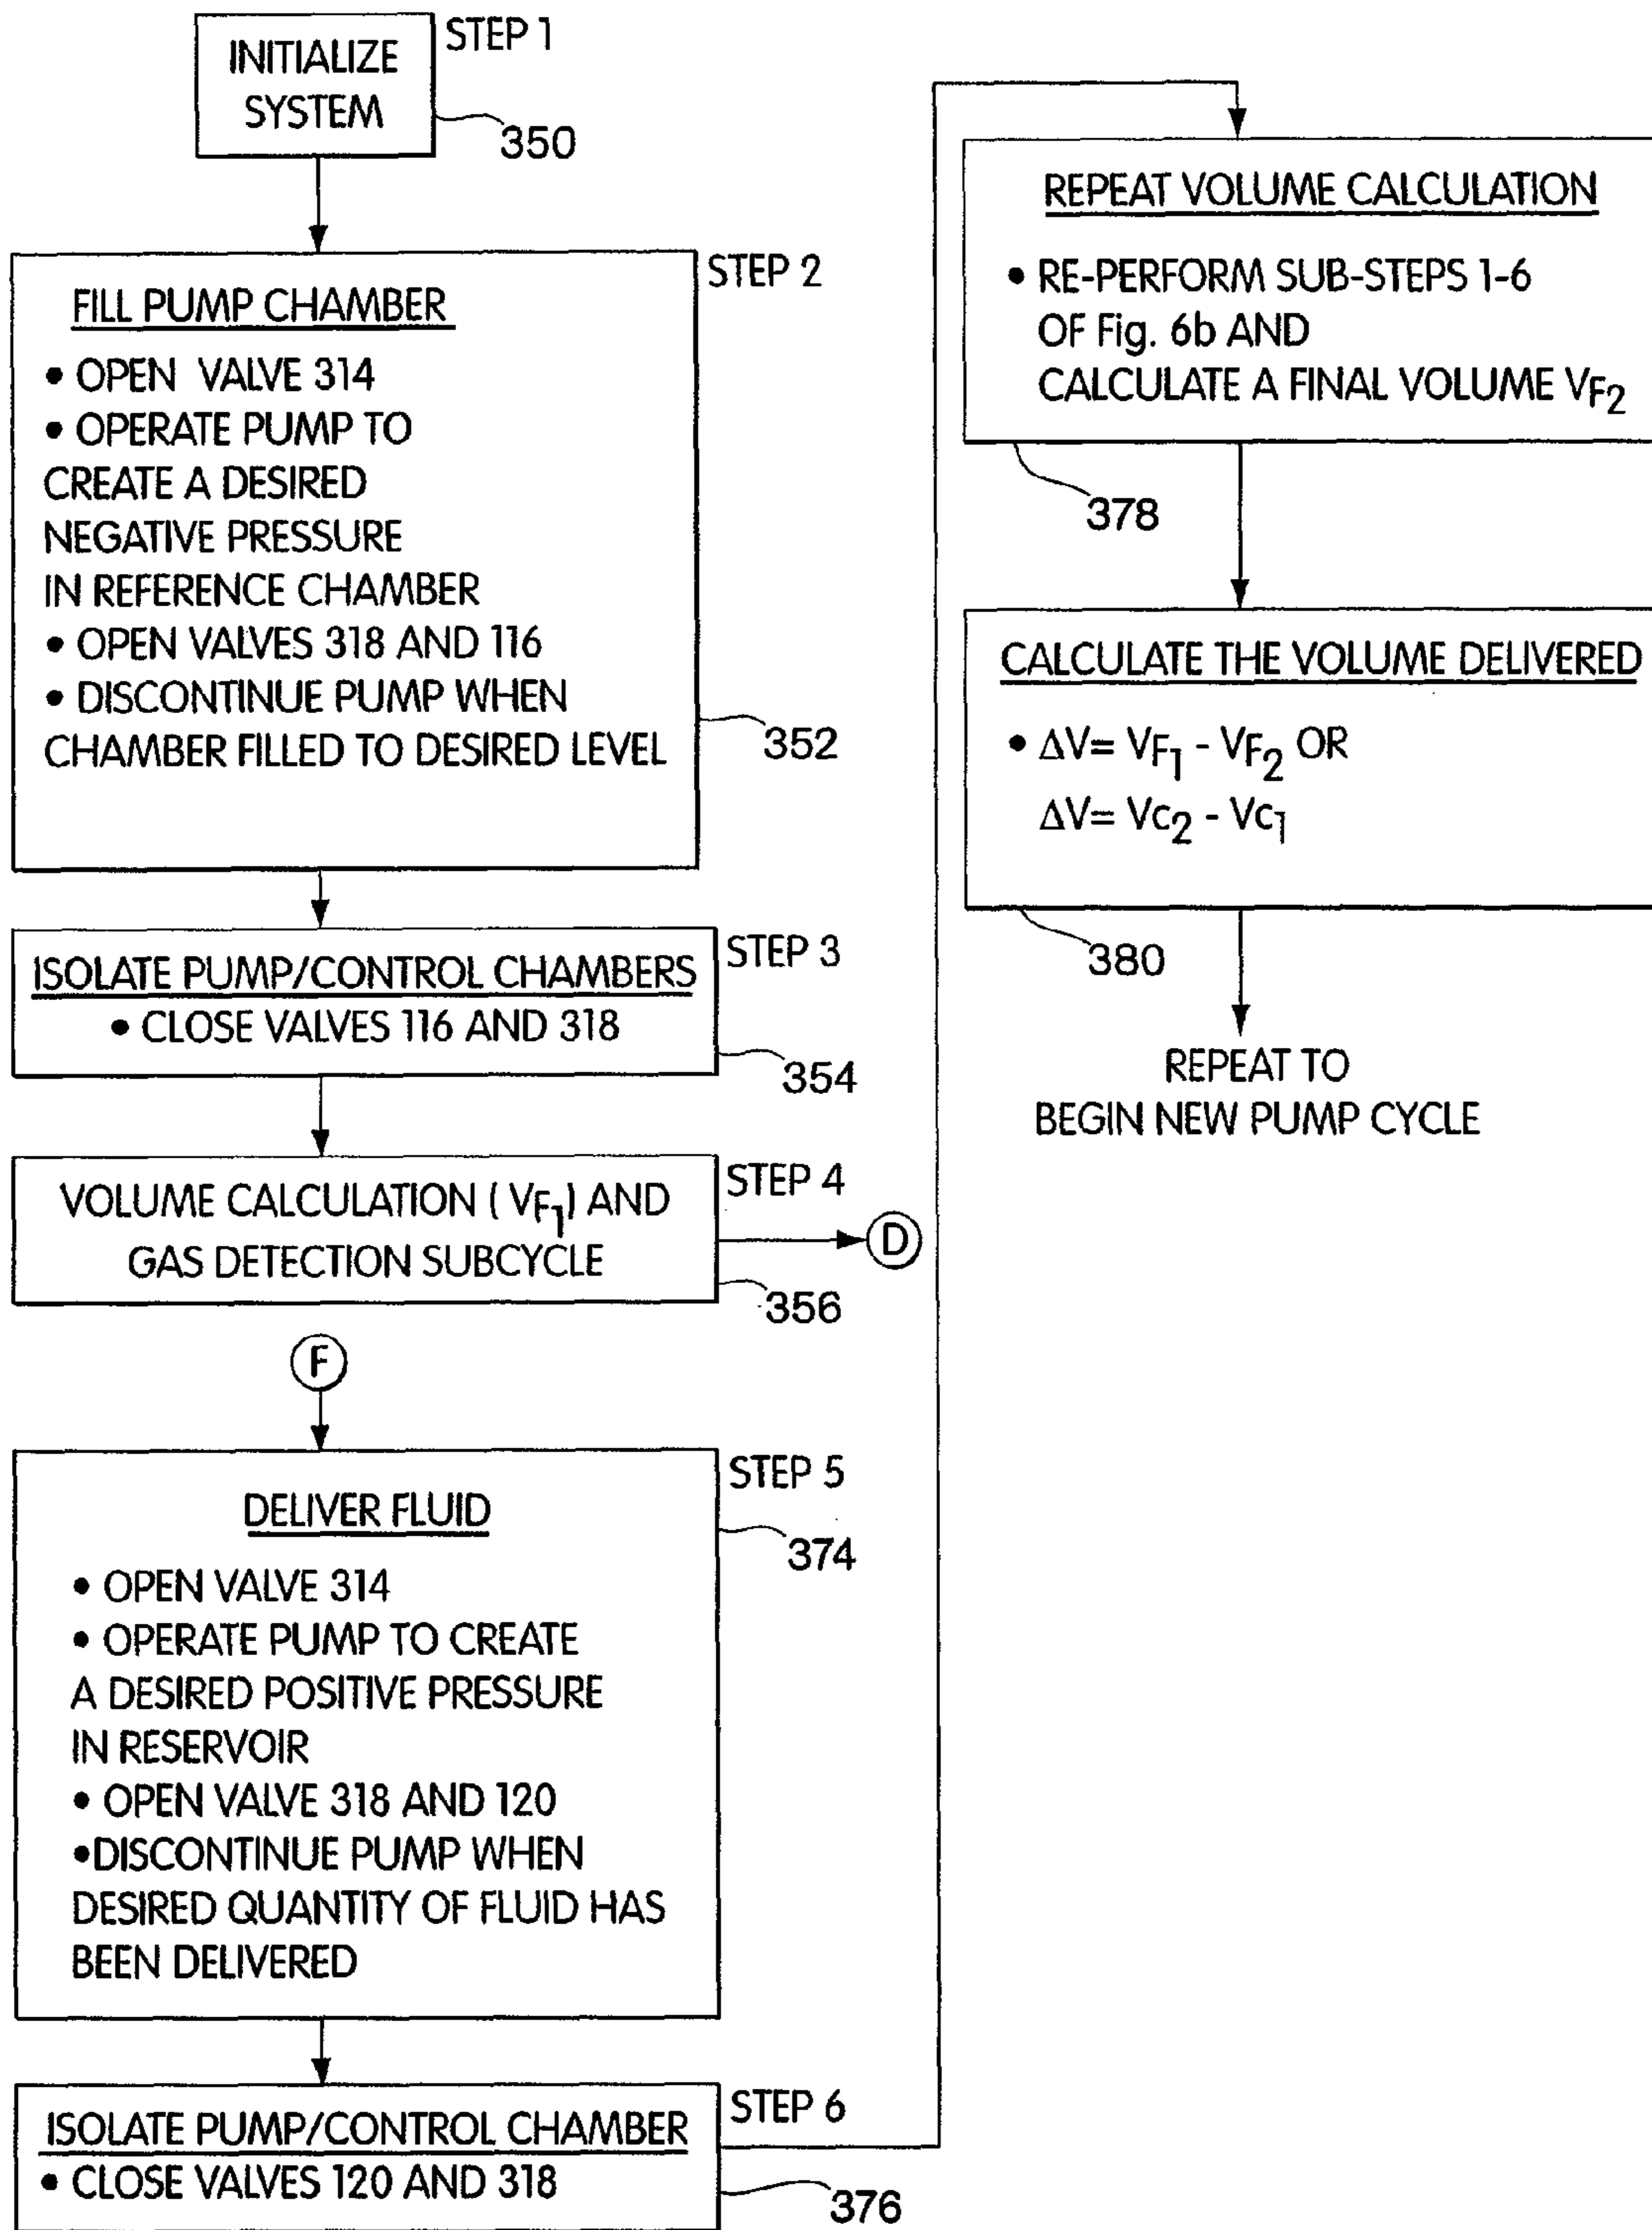 INITIALIZE
SYSTEM
STEP 1
350
FILL PUMP CHAMBER
STEP 2
• OPEN VALVE 314
• OPERATE PUMP TO
CREATE A DESIRED
NEGATIVE PRESSURE
IN REFERENCE CHAMBER
• OPEN VALVES 318 AND 116
• DISCONTINUE PUMP WHEN
CHAMBER FILLED TO DESIRED LEVEL
352
ISOLATE PUMP/CONTROL CHAMBERS
STEP 3
• CLOSE VALVES 116 AND 318
354
VOLUME CALCULATION ( VF1) AND
GAS DETECTION SUBCYCLE
STEP 4
D
356
F
DELIVER FLUID
STEP 5
374
• OPEN VALVE 314
• OPERATE PUMP TO CREATE
A DESIRED POSITIVE PRESSURE
IN RESERVOIR
• OPEN VALVE 318 AND 120
•DISCONTINUE PUMP WHEN
DESIRED QUANTITY OF FLUID HAS
BEEN DELIVERED
ISOLATE PUMP/CONTROL CHAMBER
STEP 6
• CLOSE VALVES 120 AND 318
376
REPEAT VOLUME CALCULATION
• RE-PERFORM SUB-STEPS 1-6
OF Fig. 6b AND
CALCULATE A FINAL VOLUME VF2
378
CALCULATE THE VOLUME DELIVERED
• ΔV= VF1 - VF2 OR
ΔV= Vc2 - Vc1
380
REPEAT TO
BEGIN NEW PUMP CYCLE